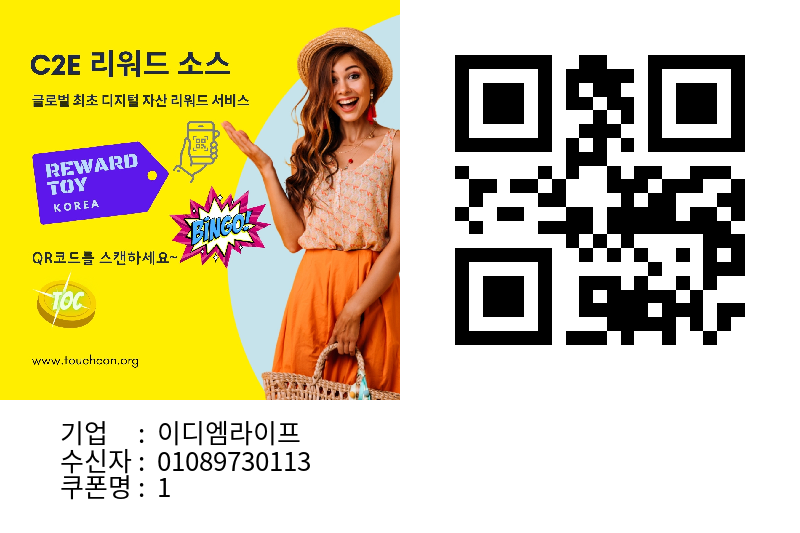 C2E 리워드 소스
글로벌 최초 디지털 자산 리워드 서비스
REWARD
TOY
KOREA
BINGO!
QR코드를 스캔하세요~
TOC
www.touchcon.org
기업 : 이디엠라이프
수신자 : 01089730113
쿠폰명 : 1